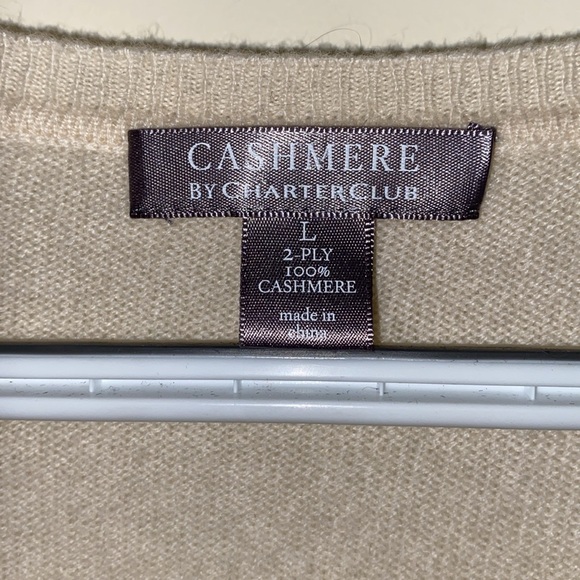 CASHMERE
BY CHARTER CLUB
L
2-PLY
100%
CASHMERE
made in
china